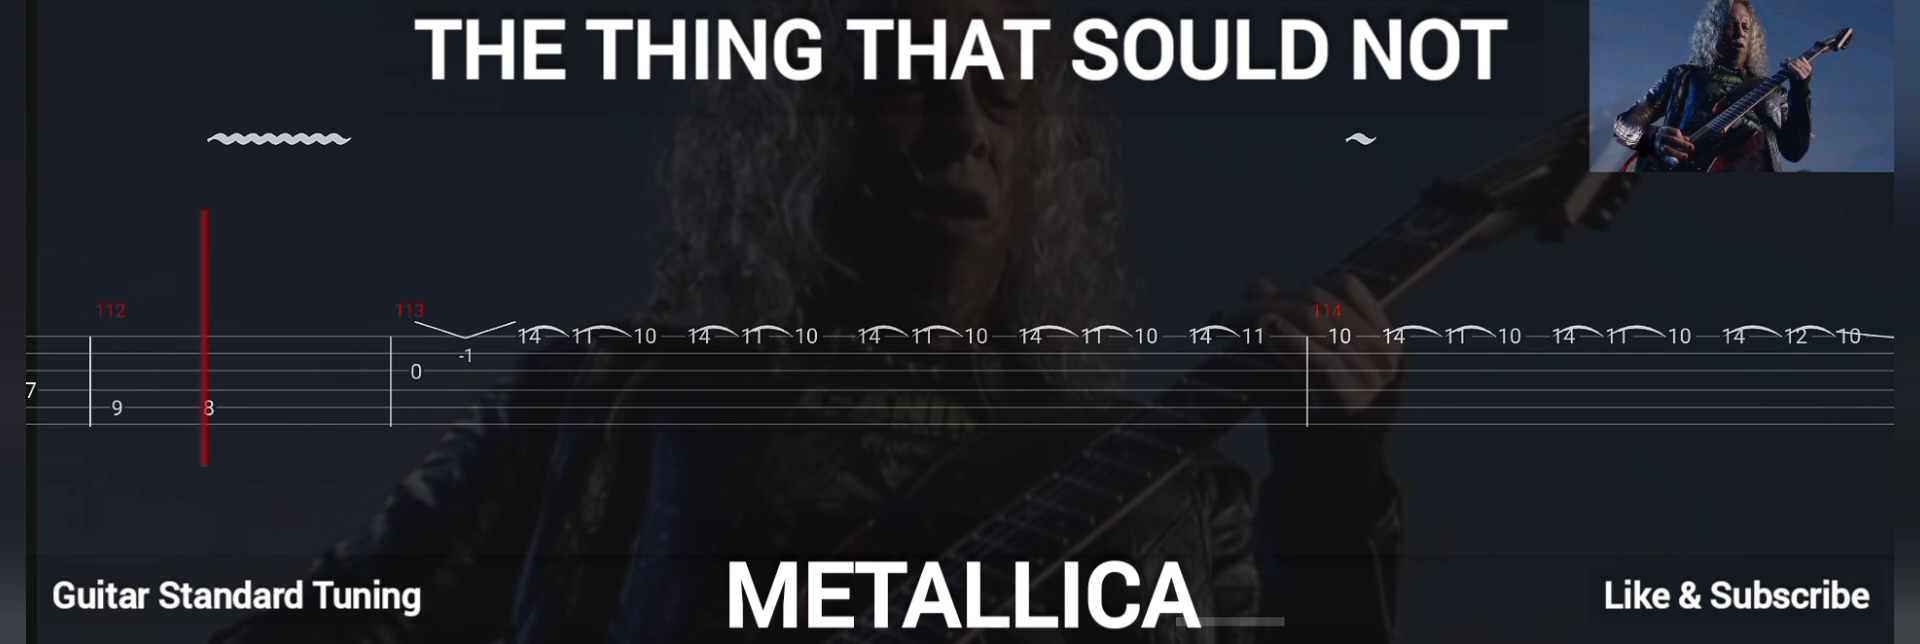 THE THING THAT SOULD NOT
112 113 114
14 11 10 14 11 10 14 11 10 14 11 10 14 11 10 14 11 10 14 11 10 14 12 10
-1
0
7
9 8
Guitar Standard Tuning
METALLICA
Like & Subscribe